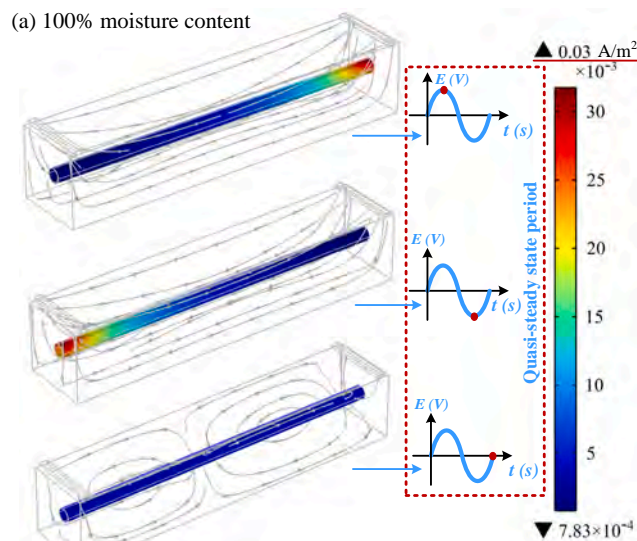 (a) 100% moisture content
▲ 0.03 A/m²
×10⁻³
E (V)
t (s)
E (V)
t (s)
E (V)
t (s)
Quasi-steady state period
30
25
20
15
10
5
▼ 7.83×10⁻⁴